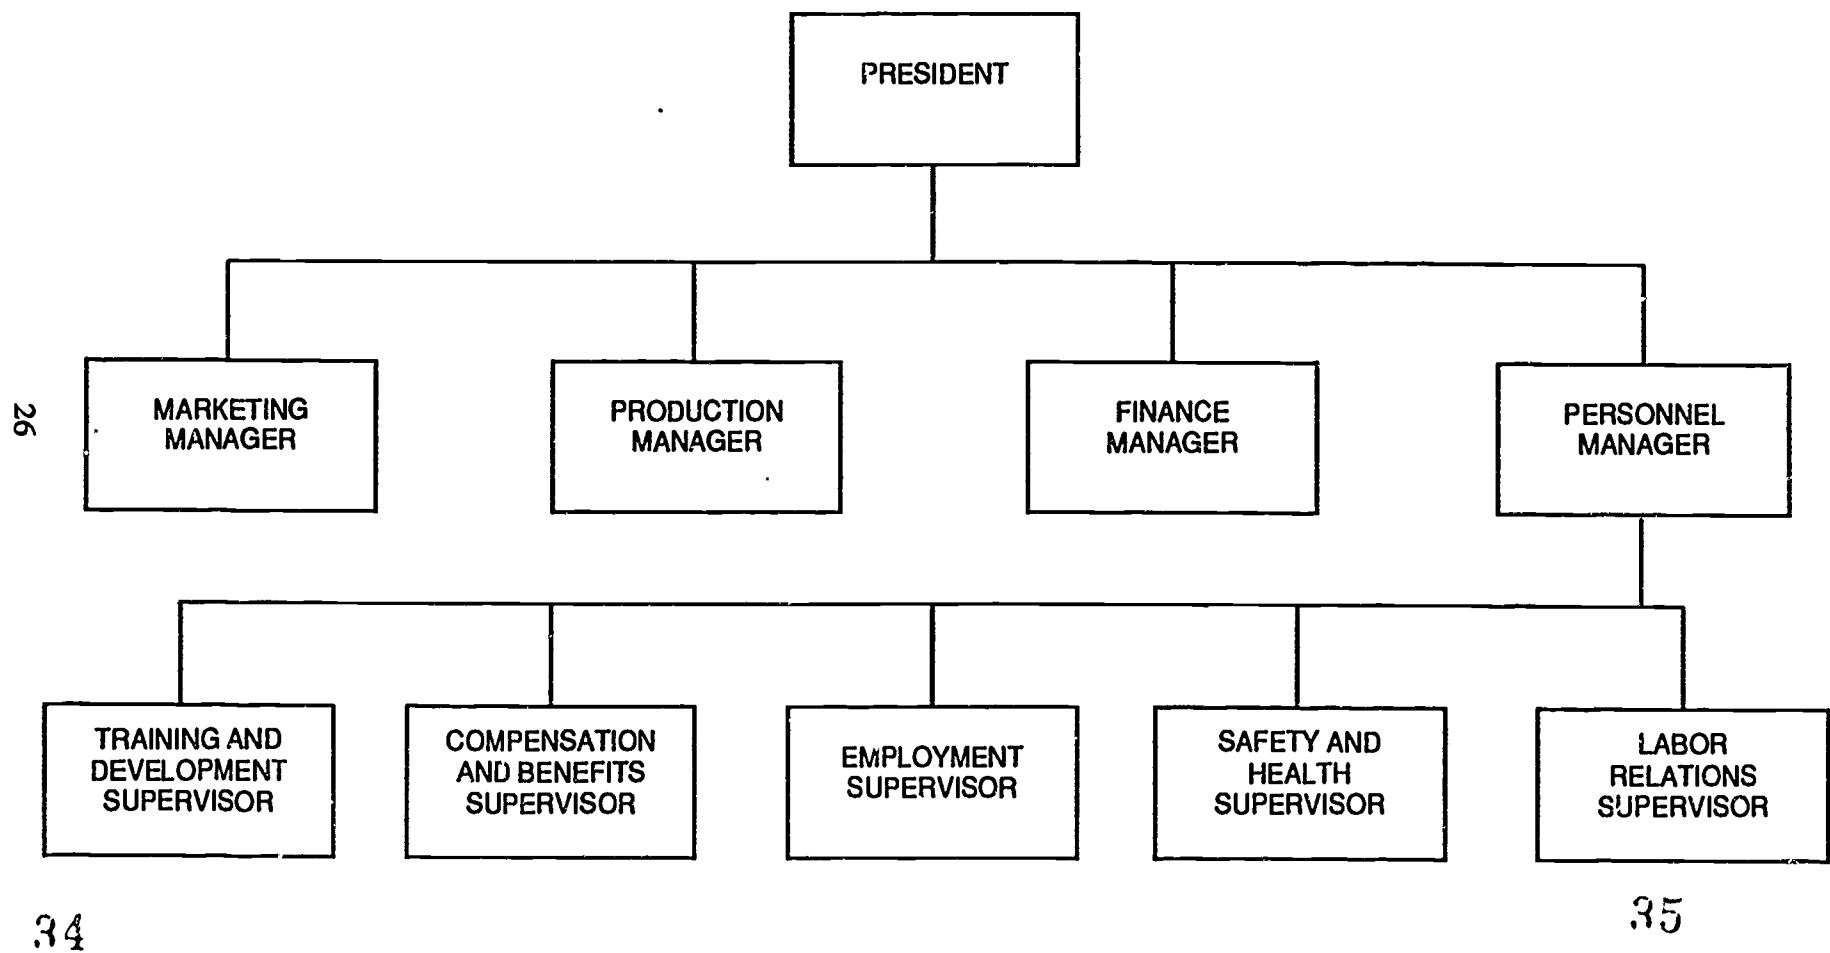 PRESIDENT
26
MARKETING
MANAGER
PRODUCTION
MANAGER
FINANCE
MANAGER
PERSONNEL
MANAGER
TRAINING AND
DEVELOPMENT
SUPERVISOR
COMPENSATION
AND BENEFITS
SUPERVISOR
EMPLOYMENT
SUPERVISOR
SAFETY AND
HEALTH
SUPERVISOR
LABOR
RELATIONS
SUPERVISOR
34
35